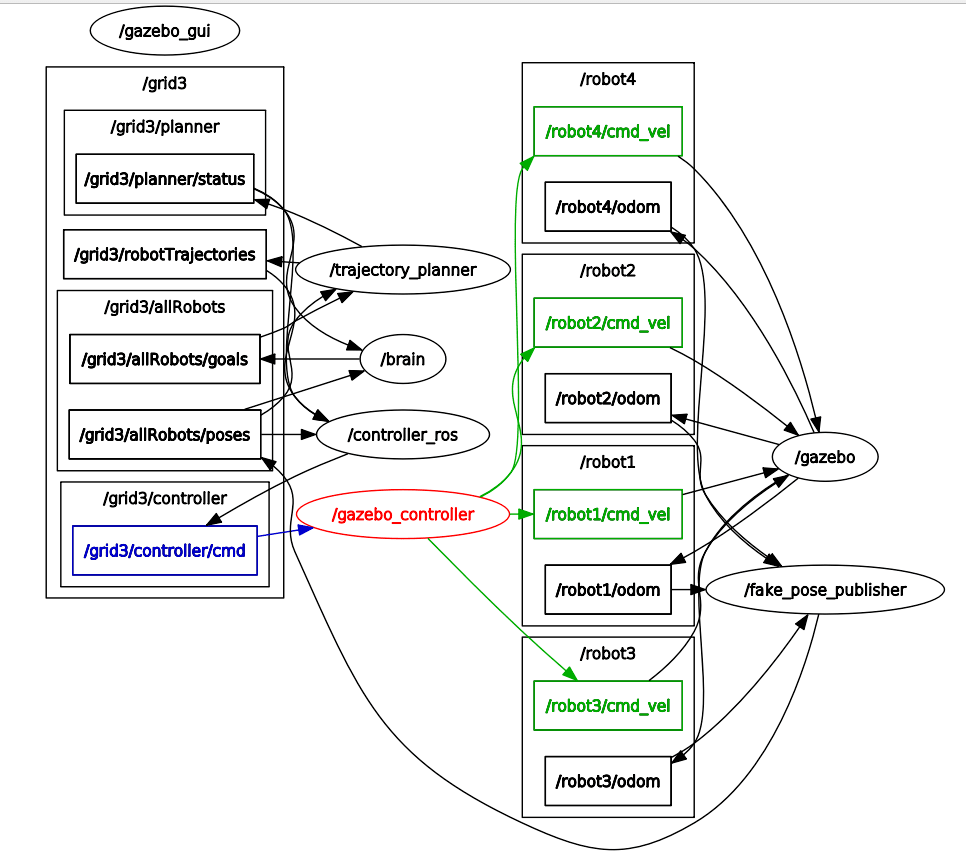 /gazebo_gui
/grid3
/grid3/planner
/grid3/planner/status
/grid3/robotTrajectories
/grid3/allRobots
/grid3/allRobots/goals
/grid3/allRobots/poses
/grid3/controller
/grid3/controller/cmd
/trajectory_planner
/brain
/controller_ros
/gazebo_controller
/robot4
/robot4/cmd_vel
/robot4/odom
/robot2
/robot2/cmd_vel
/robot2/odom
/robot1
/robot1/cmd_vel
/robot1/odom
/robot3
/robot3/cmd_vel
/robot3/odom
/gazebo
/fake_pose_publisher